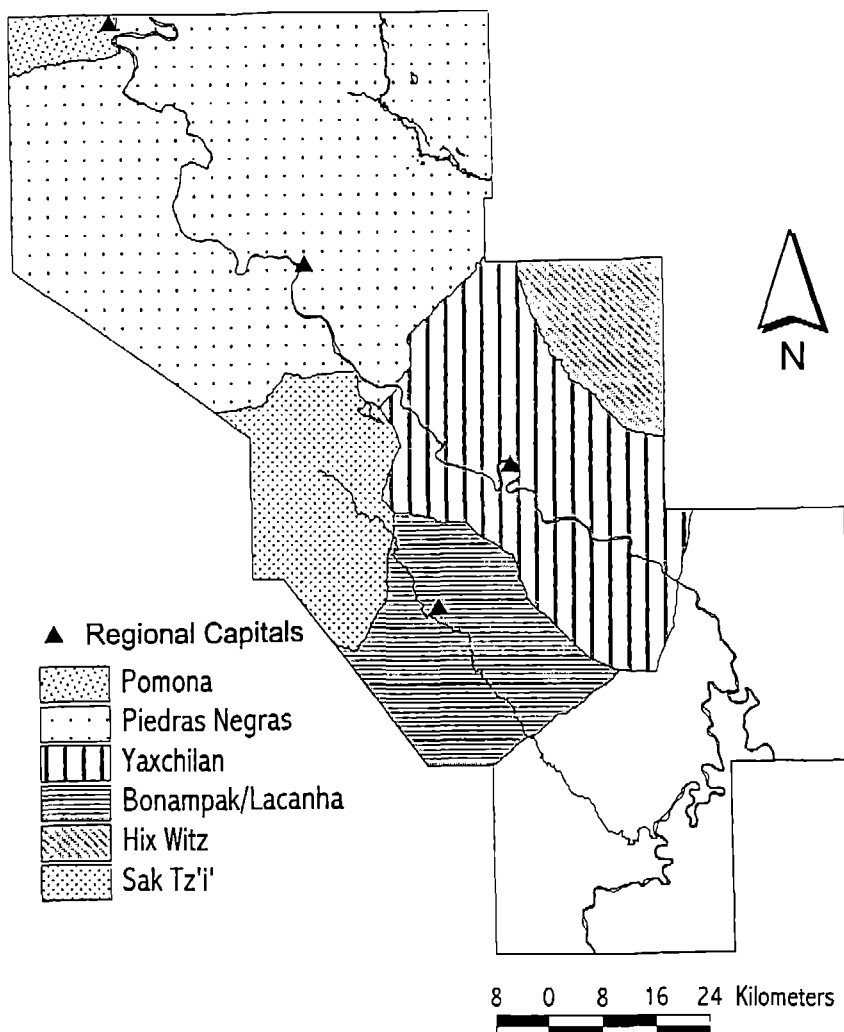 N
▲ Regional Capitals
Pomona
Piedras Negras
Yaxchilan
Bonampak/Lacanha
Hix Witz
Sak Tz'i'
8 0 8 16 24 Kilometers